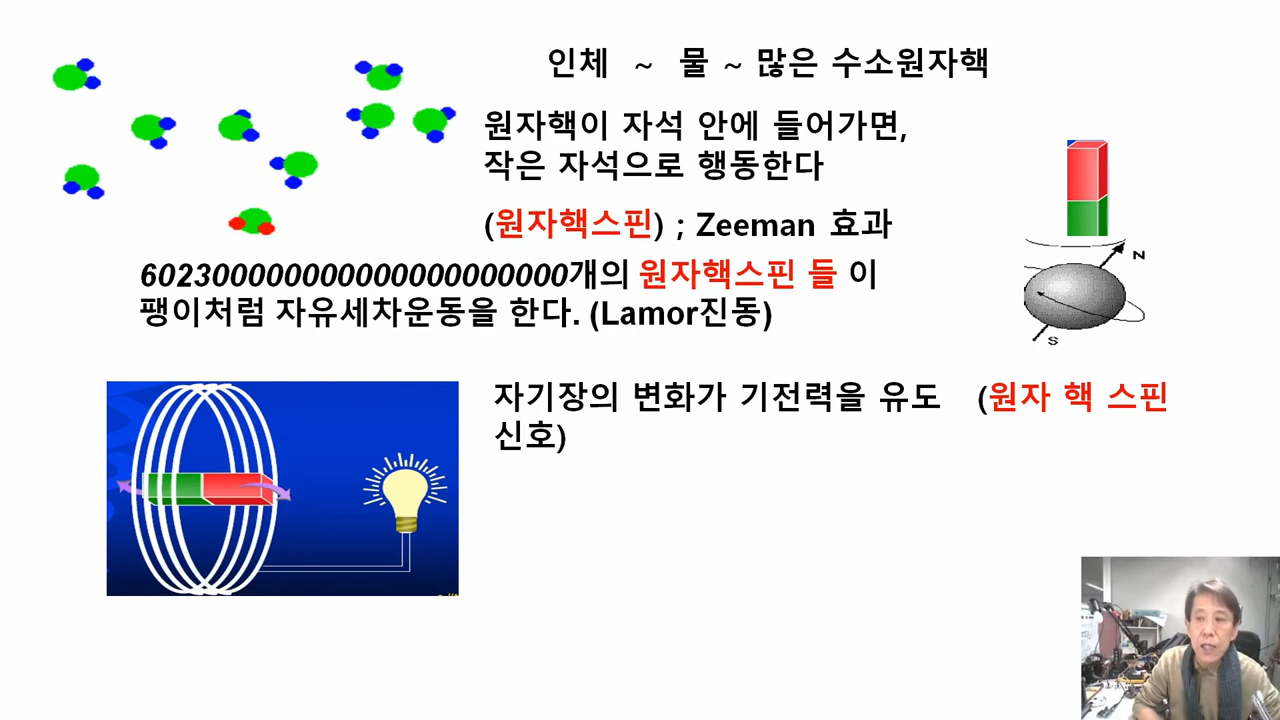 인체 ~ 물 ~ 많은 수소원자핵
원자핵이 자석 안에 들어가면,
작은 자석으로 행동한다
(원자핵스핀) ; Zeeman 효과
602300000000000000000000개의 원자핵스핀 들 이
팽이처럼 자유세차운동을 한다. (Lamor진동)
N
S
자기장의 변화가 기전력을 유도 (원자 핵 스핀
신호)